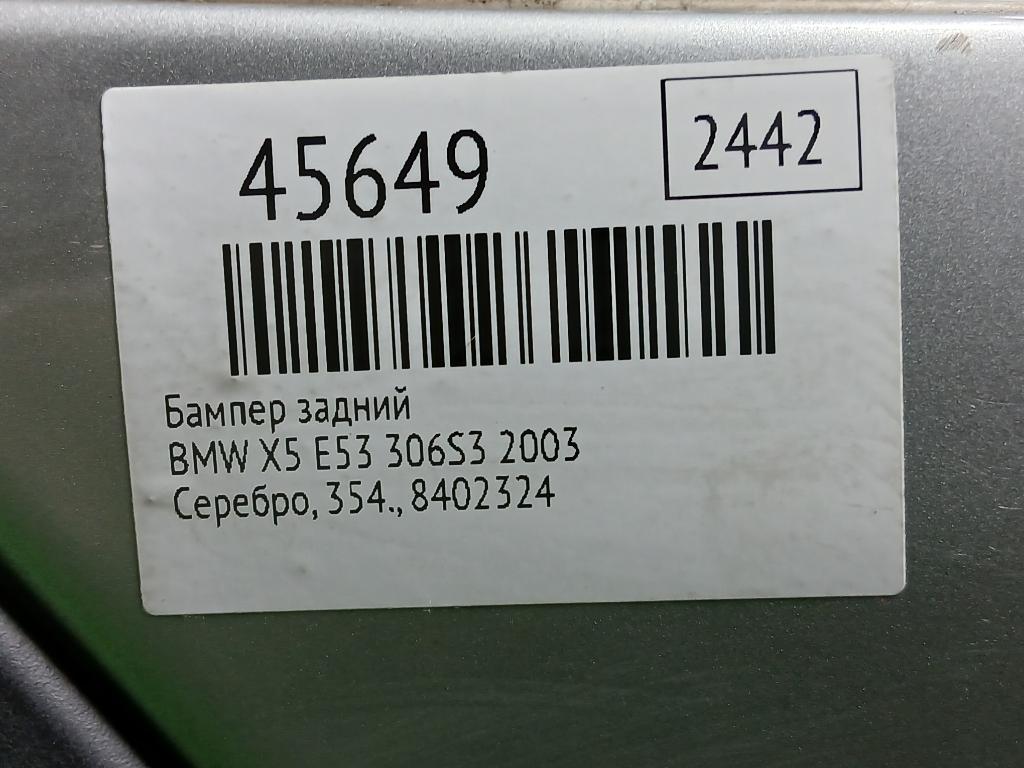 45649
2442
Бампер задний
BMW X5 E53 306S3 2003
Серебро, 354., 8402324